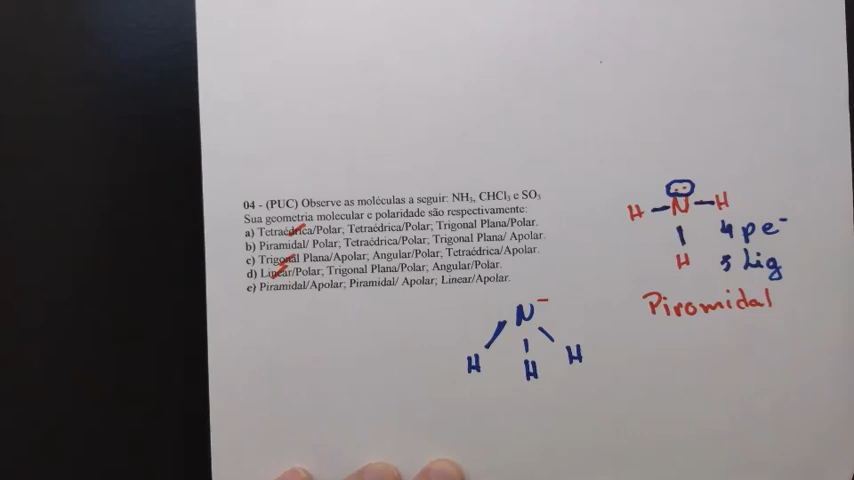 04 - (PUC) Observe as moléculas a seguir: NH₃, CHCl₃ e SO₃
Sua geometria molecular e polaridade são respectivamente:
a) Tetraédrica/Polar; Tetraédrica/Polar; Trigonal Plana/Polar.
b) Piramidal/ Polar; Tetraédrica/Polar; Trigonal Plana/ Apolar.
c) Trigonal Plana/Apolar; Angular/Polar; Tetraédrica/Apolar.
d) Linear/Polar; Trigonal Plana/Polar; Angular/Polar.
e) Piramidal/Apolar; Piramidal/ Apolar; Linear/Apolar.
H – N – H
4 p e⁻
H
3 Lig
Piramidal
N⁻
H H H